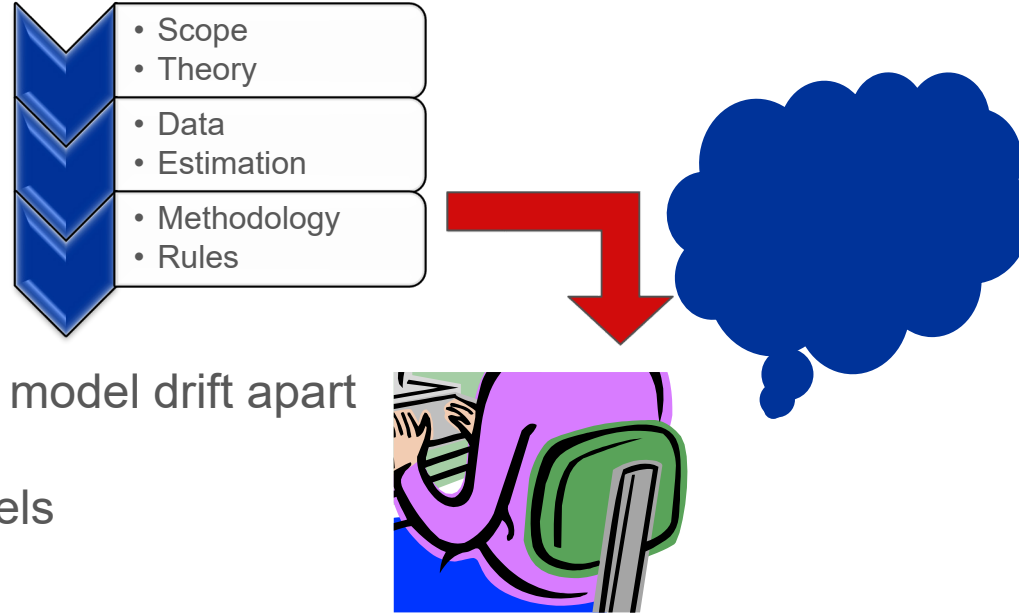 • Scope
• Theory
• Data
• Estimation
• Methodology
• Rules
model drift apart
els